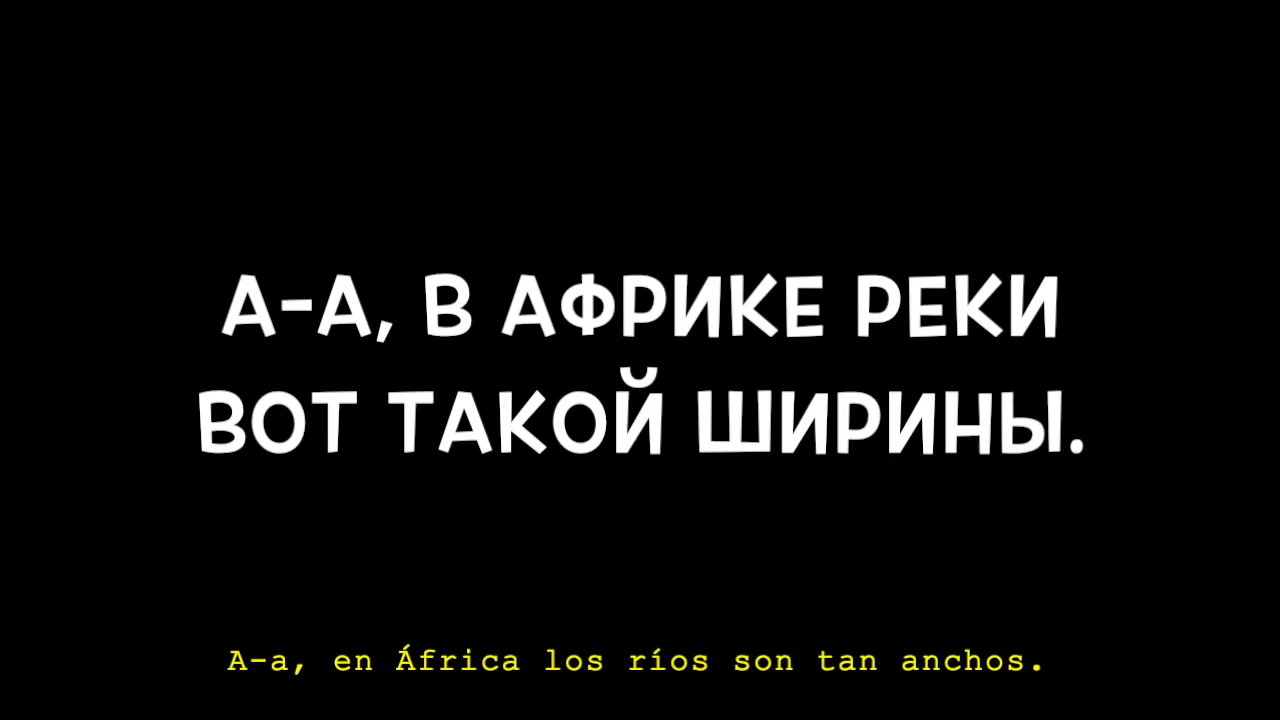 А-А, В АФРИКЕ РЕКИ
ВОТ ТАКОЙ ШИРИНЫ.
A-a, en África los ríos son tan anchos.